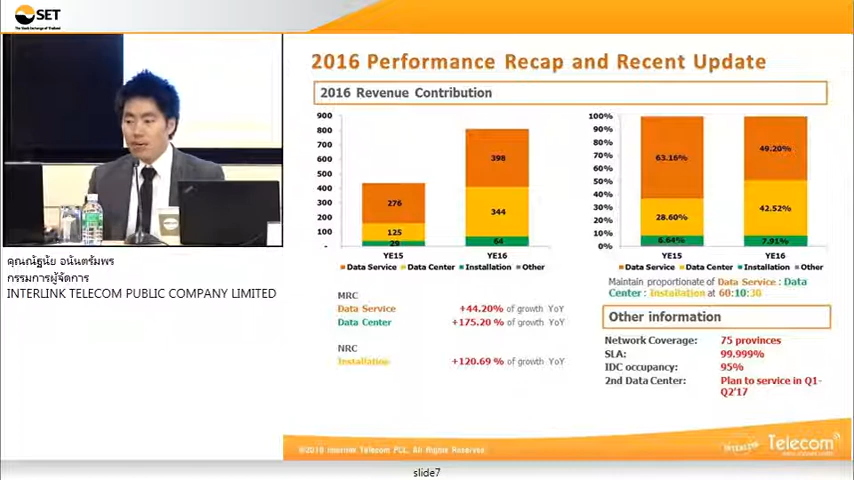 SET
The Stock Exchange of Thailand
2016 Performance Recap and Recent Update
2016 Revenue Contribution
900
800
700
600
500
400
300
200
100
-
276
125
29
398
344
64
YE15
YE16
Data Service
Data Center
Installation
Other
100%
90%
80%
70%
60%
50%
40%
30%
20%
10%
0%
63.16%
28.60%
6.64%
49.20%
42.52%
7.91%
YE15
YE16
Data Service
Data Center
Installation
Other
Maintain proportionate of Data Service : Data
Center : Installation at 60:10:30
MRC
Data Service +44.20% of growth YoY
Data Center +175.20 % of growth YoY
NRC
Installation +120.69 % of growth YoY
Other information
Network Coverage: 75 provinces
SLA: 99.999%
IDC occupancy: 95%
2nd Data Center: Plan to service in Q1-
Q2'17
คุณณัฐนัย อนันตรัมพร
กรรมการผู้จัดการ
INTERLINK TELECOM PUBLIC COMPANY LIMITED
©2016 Interlink Telecom PCL. All Rights Reserved.
INTERLINK Telecom
slide7